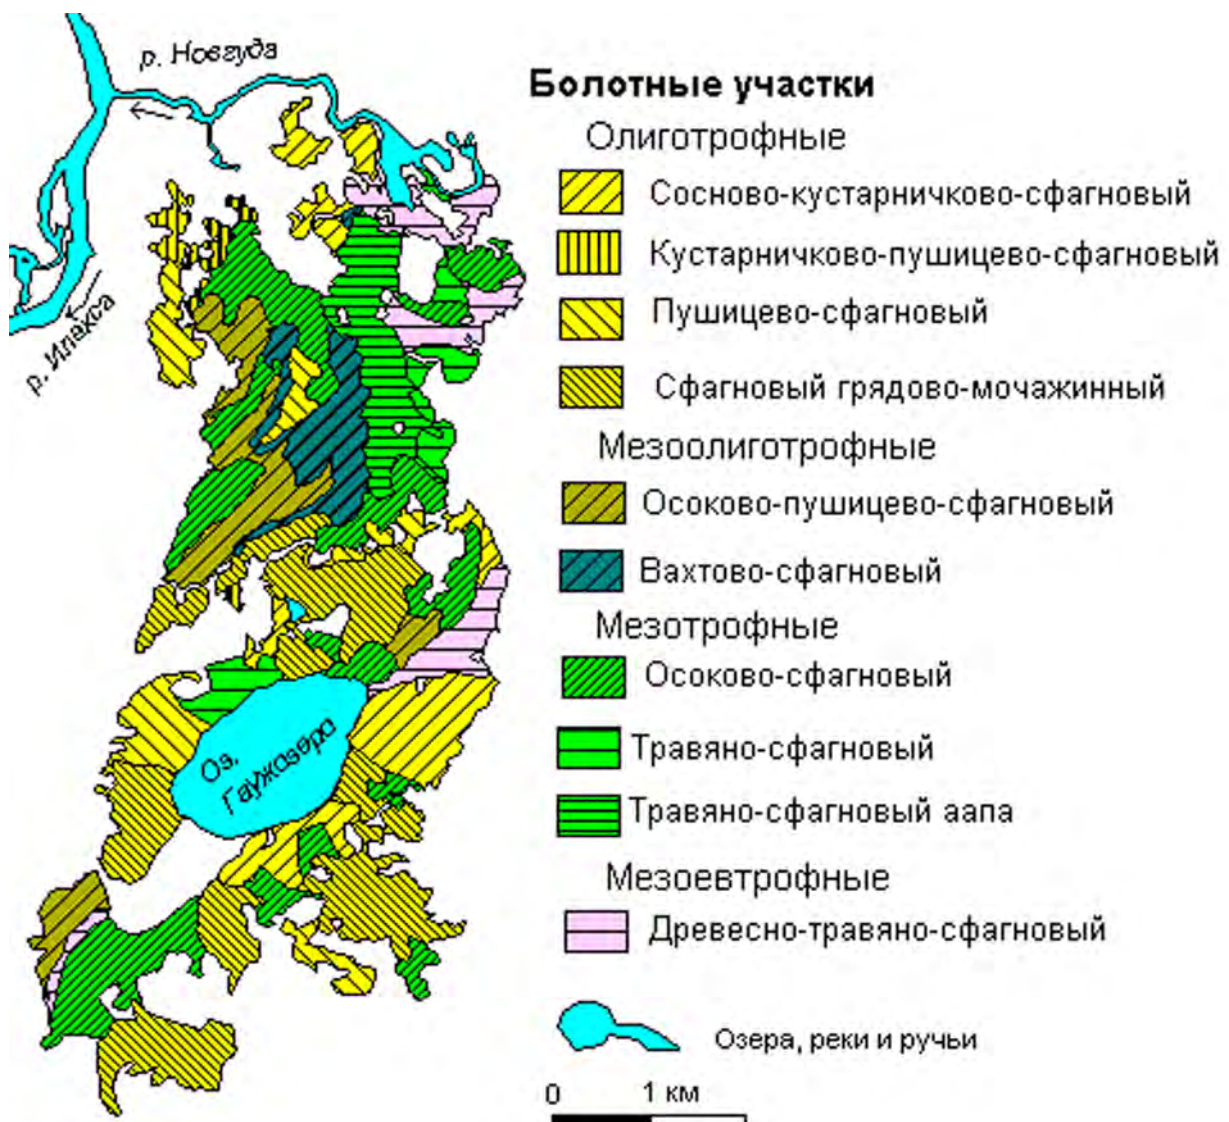 р. Новгуда
р. Илекса
Оз.
Гаужозёро
Болотные участки
Олиготрофные
Сосново-кустарничково-сфагновый
Кустарничково-пушицево-сфагновый
Пушицево-сфагновый
Сфагновый грядово-мочажинный
Мезоолиготрофные
Осоково-пушицево-сфагновый
Вахтово-сфагновый
Мезотрофные
Осоково-сфагновый
Травяно-сфагновый
Травяно-сфагновый аапа
Мезоевтрофные
Древесно-травяно-сфагновый
Озера, реки и ручьи
0 1 км